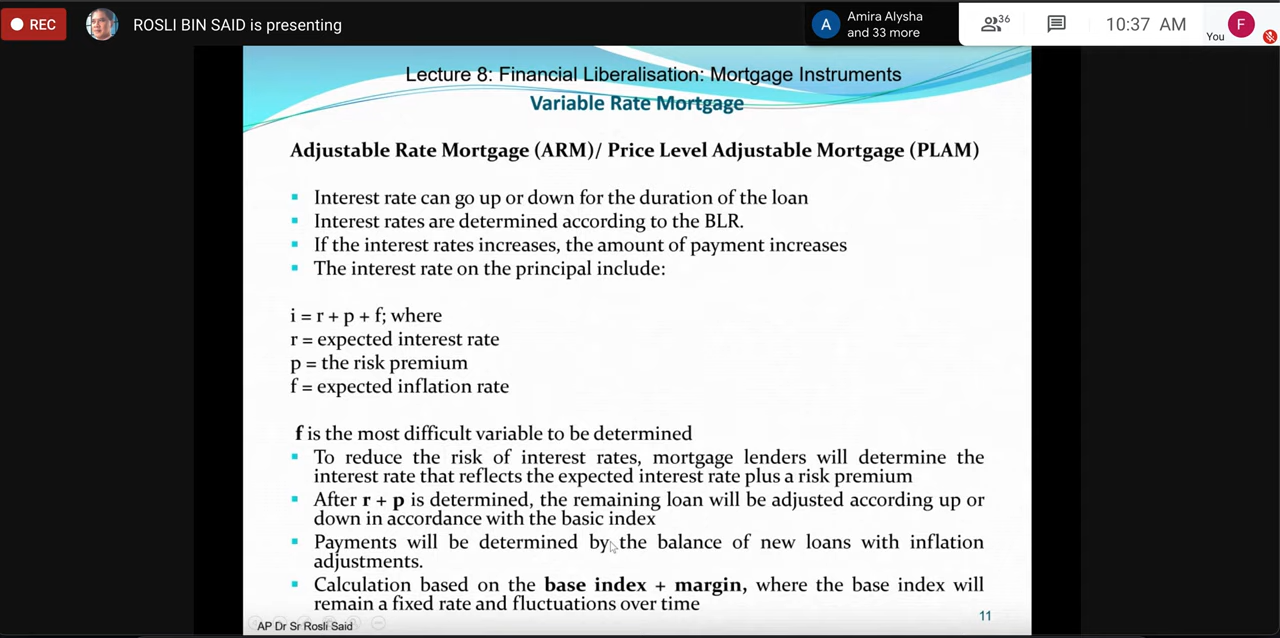 REC
ROSLI BIN SAID is presenting
A
Amira Alysha
and 33 more
36
10:37 AM
You
F
Lecture 8: Financial Liberalisation: Mortgage Instruments
Variable Rate Mortgage
Adjustable Rate Mortgage (ARM)/ Price Level Adjustable Mortgage (PLAM)
Interest rate can go up or down for the duration of the loan
Interest rates are determined according to the BLR.
If the interest rates increases, the amount of payment increases
The interest rate on the principal include:
i = r + p + f; where
r = expected interest rate
p = the risk premium
f = expected inflation rate
f is the most difficult variable to be determined
To reduce the risk of interest rates, mortgage lenders will determine the
interest rate that reflects the expected interest rate plus a risk premium
After r + p is determined, the remaining loan will be adjusted according up or
down in accordance with the basic index
Payments will be determined by the balance of new loans with inflation
adjustments.
Calculation based on the base index + margin, where the base index will
remain a fixed rate and fluctuations over time
11
AP Dr Sr Rosli Said